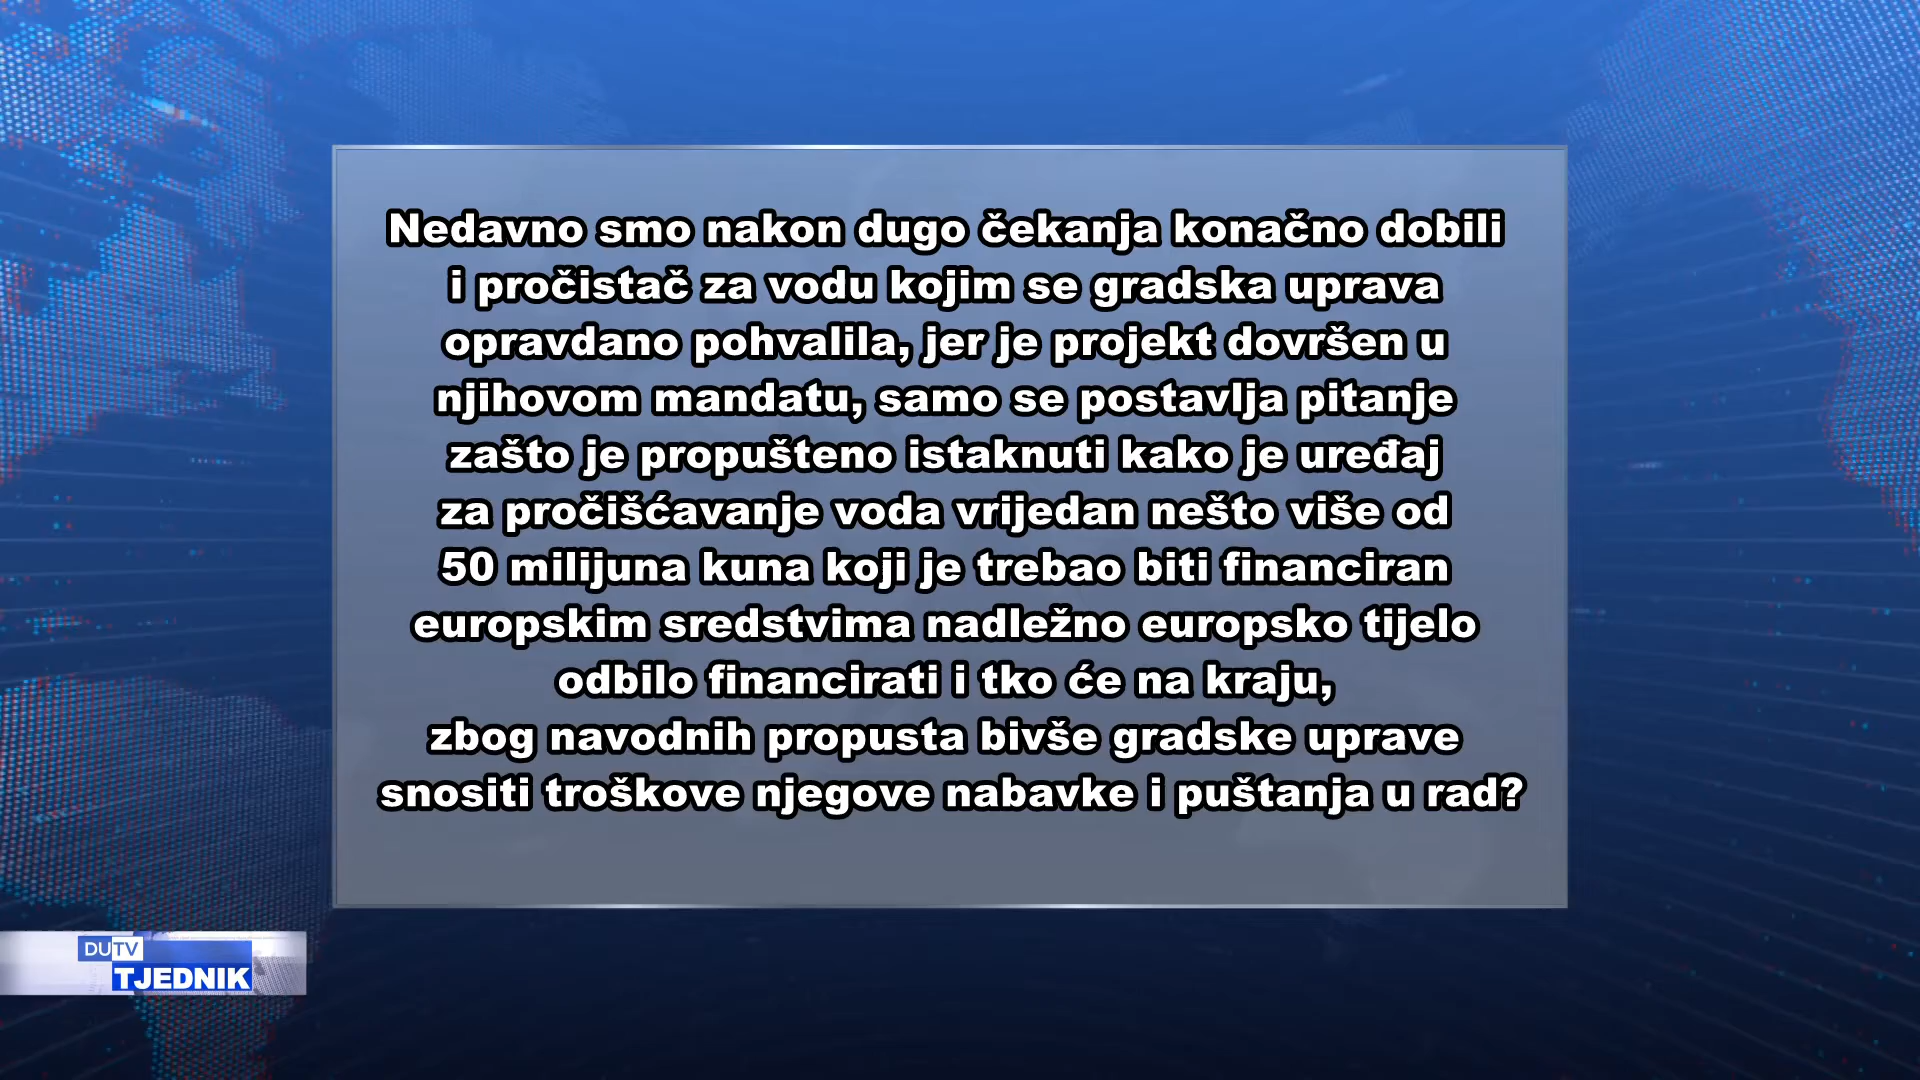 Nedavno smo nakon dugo čekanja konačno dobili
i pročistač za vodu kojim se gradska uprava
opravdano pohvalila, jer je projekt dovršen u
njihovom mandatu, samo se postavlja pitanje
zašto je propušteno istaknuti kako je uređaj
za pročišćavanje voda vrijedan nešto više od
50 milijuna kuna koji je trebao biti financiran
europskim sredstvima nadležno europsko tijelo
odbilo financirati i tko će na kraju,
zbog navodnih propusta bivše gradske uprave
snositi troškove njegove nabavke i puštanja u rad?
DUTV
TJEDNIK